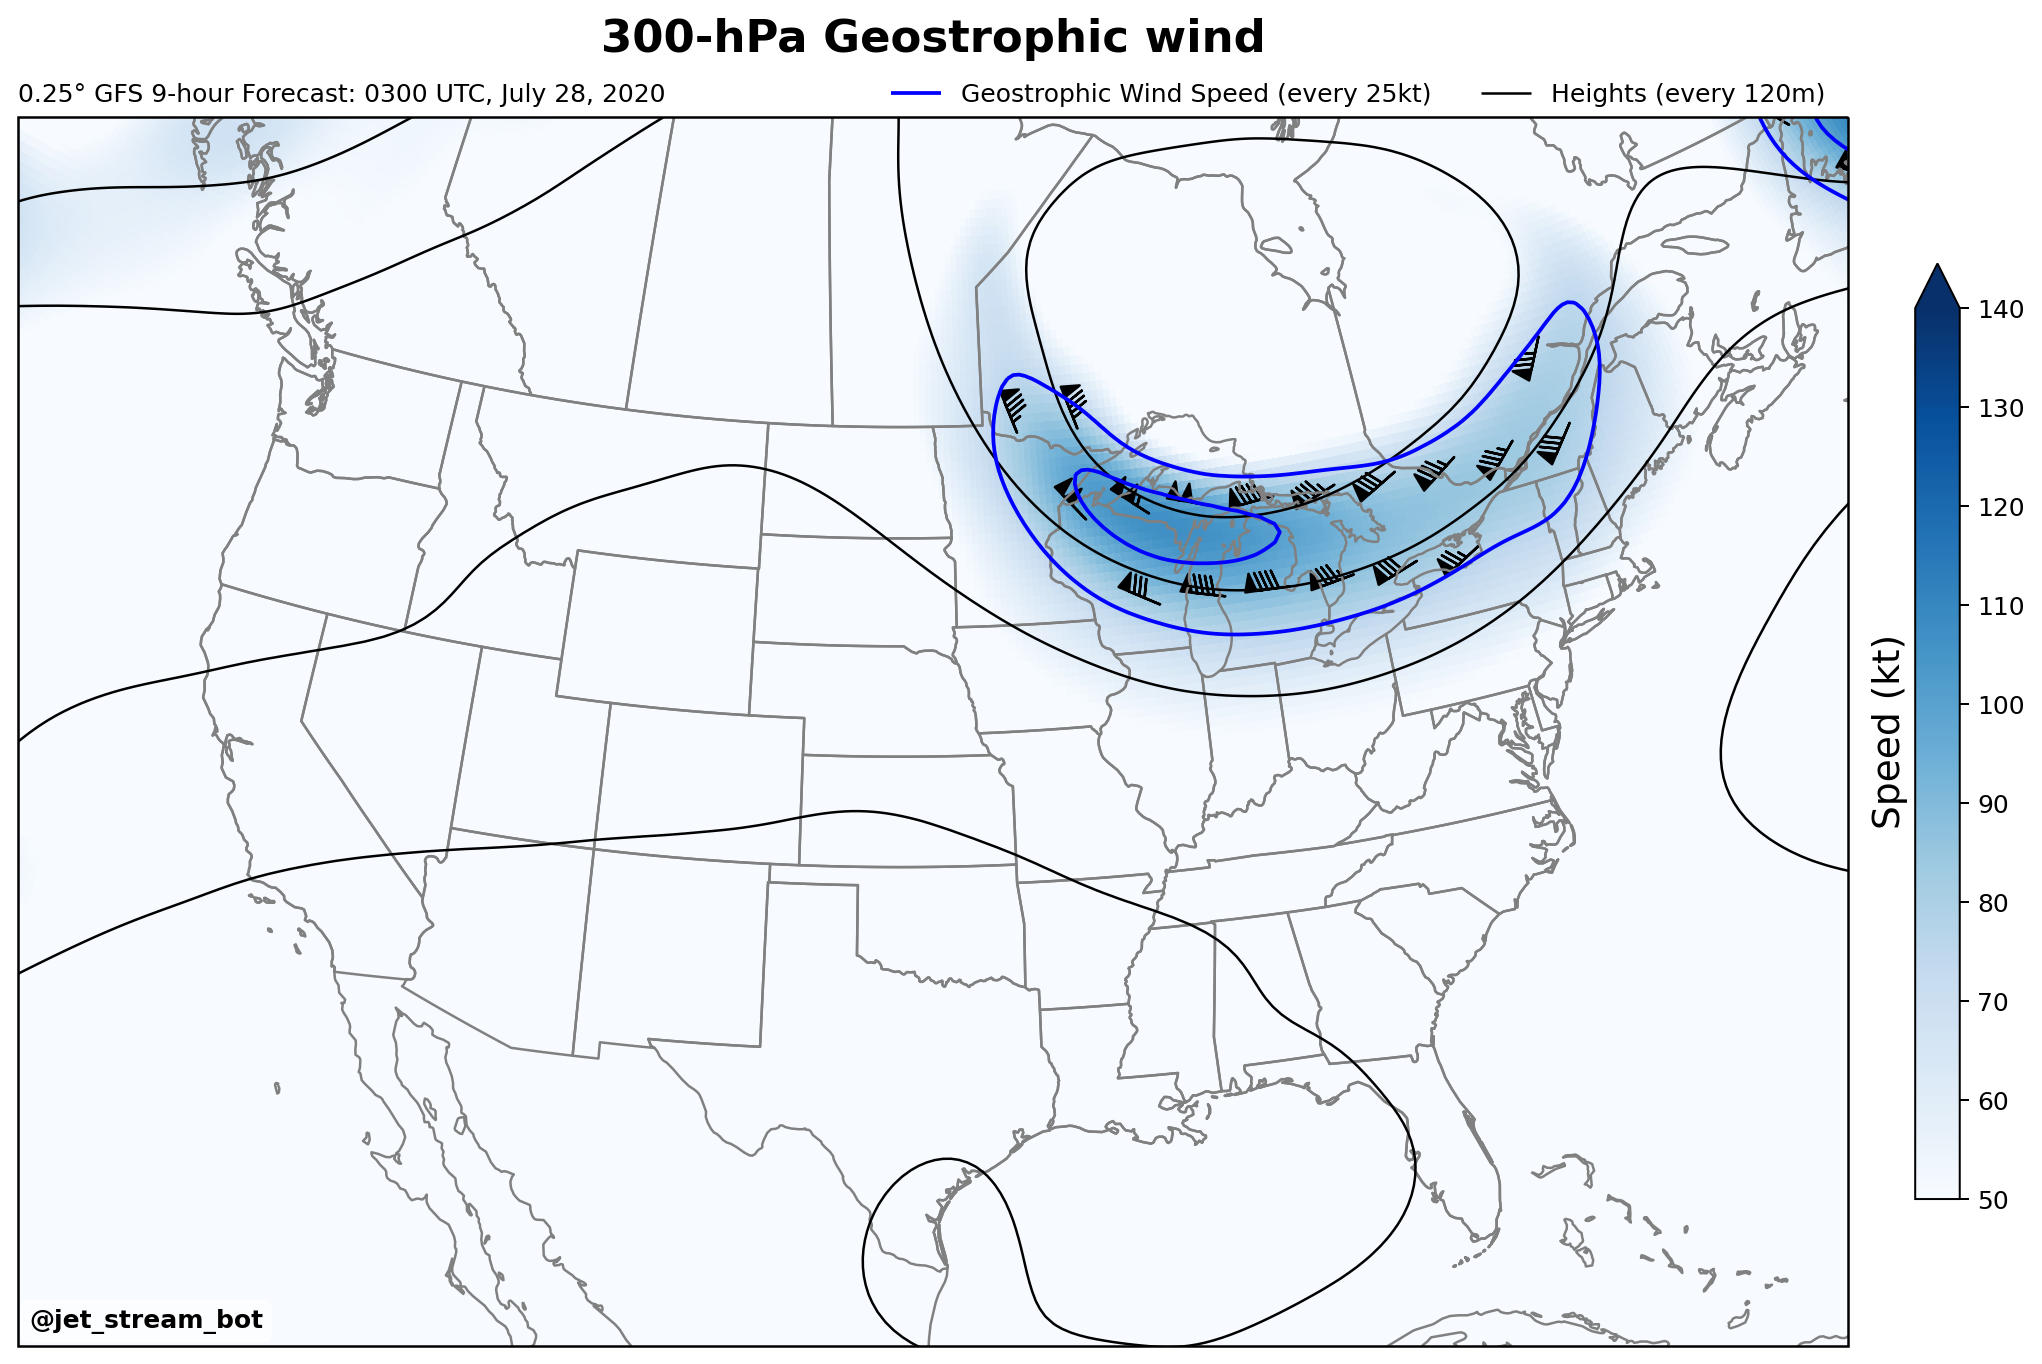 300-hPa Geostrophic wind
0.25° GFS 9-hour Forecast: 0300 UTC, July 28, 2020
Geostrophic Wind Speed (every 25kt)
Heights (every 120m)
140
130
120
110
100
90
80
70
60
50
Speed (kt)
@jet_stream_bot